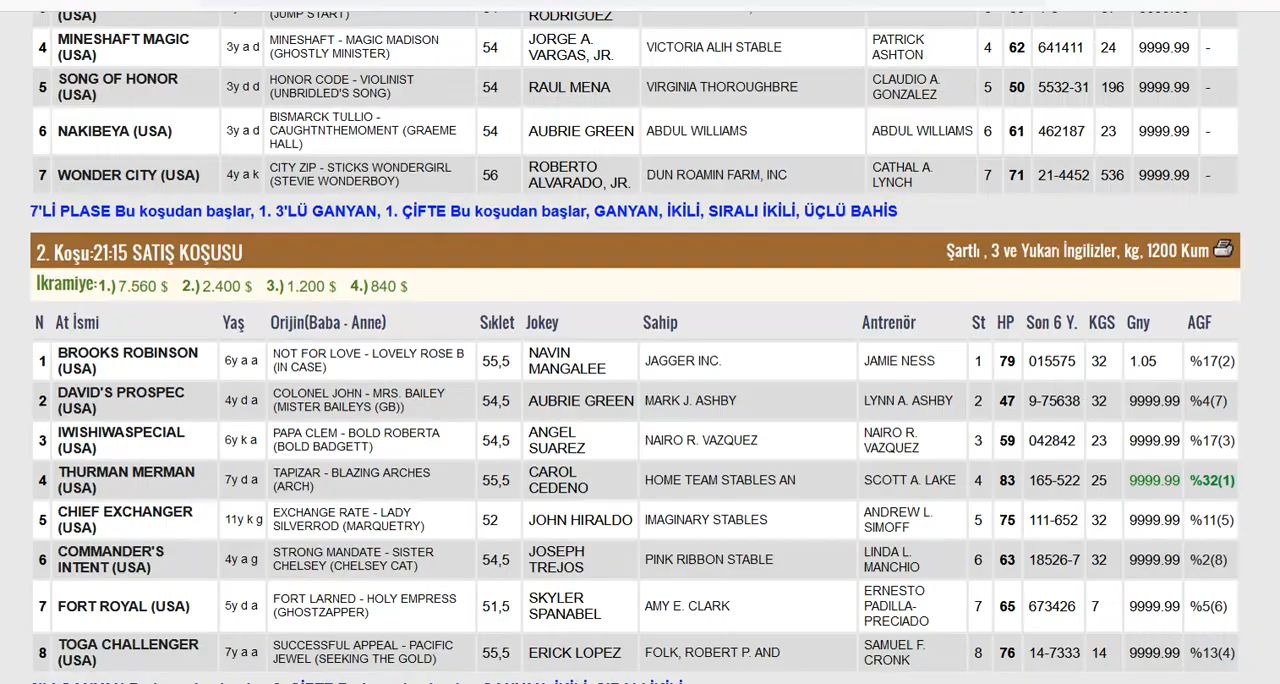 (USA) (JUMP START) RODRIGUEZ
4 MINESHAFT MAGIC (USA) 3y a d MINESHAFT - MAGIC MADISON (GHOSTLY MINISTER) 54 JORGE A. VARGAS, JR. VICTORIA ALIH STABLE PATRICK ASHTON 4 62 641411 24 9999.99 -
5 SONG OF HONOR (USA) 3y d d HONOR CODE - VIOLINIST (UNBRIDLED'S SONG) 54 RAUL MENA VIRGINIA THOROUGHBRE CLAUDIO A. GONZALEZ 5 50 5532-31 196 9999.99 -
6 NAKIBEYA (USA) 3y a d BISMARCK TULLIO - CAUGHTNTHEMOMENT (GRAEME HALL) 54 AUBRIE GREEN ABDUL WILLIAMS ABDUL WILLIAMS 6 61 462187 23 9999.99 -
7 WONDER CITY (USA) 4y a k CITY ZIP - STICKS WONDERGIRL (STEVIE WONDERBOY) 56 ROBERTO ALVARADO, JR. DUN ROAMIN FARM, INC CATHAL A. LYNCH 7 71 21-4452 536 9999.99 -
7'Lİ PLASE Bu koşudan başlar, 1. 3'LÜ GANYAN, 1. ÇİFTE Bu koşudan başlar, GANYAN, İKİLİ, SIRALI İKİLİ, ÜÇLÜ BAHİS
2. Koşu:21:15 SATIŞ KOŞUSU Şartlı , 3 ve Yukarı İngilizler, kg, 1200 Kum
İkramiye:1.) 7.560 $ 2.) 2.400 $ 3.) 1.200 $ 4.) 840 $
N At İsmi Yaş Orijin(Baba - Anne) Sıklet Jokey Sahip Antrenör St HP Son 6 Y. KGS Gny AGF
1 BROOKS ROBINSON (USA) 6y a a NOT FOR LOVE - LOVELY ROSE B (IN CASE) 55,5 NAVIN MANGALEE JAGGER INC. JAMIE NESS 1 79 015575 32 1.05 %17(2)
2 DAVID'S PROSPEC (USA) 4y d a COLONEL JOHN - MRS. BAILEY (MISTER BAILEYS (GB)) 54,5 AUBRIE GREEN MARK J. ASHBY LYNN A. ASHBY 2 47 9-75638 32 9999.99 %4(7)
3 IWISHIWASPECIAL (USA) 6y k a PAPA CLEM - BOLD ROBERTA (BOLD BADGETT) 54,5 ANGEL SUAREZ NAIRO R. VAZQUEZ NAIRO R. VAZQUEZ 3 59 042842 23 9999.99 %17(3)
4 THURMAN MERMAN (USA) 7y d a TAPIZAR - BLAZING ARCHES (ARCH) 55,5 CAROL CEDENO HOME TEAM STABLES AN SCOTT A. LAKE 4 83 165-522 25 9999.99 %32(1)
5 CHIEF EXCHANGER (USA) 11y k g EXCHANGE RATE - LADY SILVERROD (MARQUETRY) 52 JOHN HIRALDO IMAGINARY STABLES ANDREW L. SIMOFF 5 75 111-652 32 9999.99 %11(5)
6 COMMANDER'S INTENT (USA) 4y a g STRONG MANDATE - SISTER CHELSEY (CHELSEY CAT) 54,5 JOSEPH TREJOS PINK RIBBON STABLE LINDA L. MANCHIO 6 63 18526-7 32 9999.99 %2(8)
7 FORT ROYAL (USA) 5y d a FORT LARNED - HOLY EMPRESS (GHOSTZAPPER) 51,5 SKYLER SPANABEL AMY E. CLARK ERNESTO PADILLA-PRECIADO 7 65 673426 7 9999.99 %5(6)
8 TOGA CHALLENGER (USA) 7y a a SUCCESSFUL APPEAL - PACIFIC JEWEL (SEEKING THE GOLD) 55,5 ERICK LOPEZ FOLK, ROBERT P. AND SAMUEL F. CRONK 8 76 14-7333 14 9999.99 %13(4)